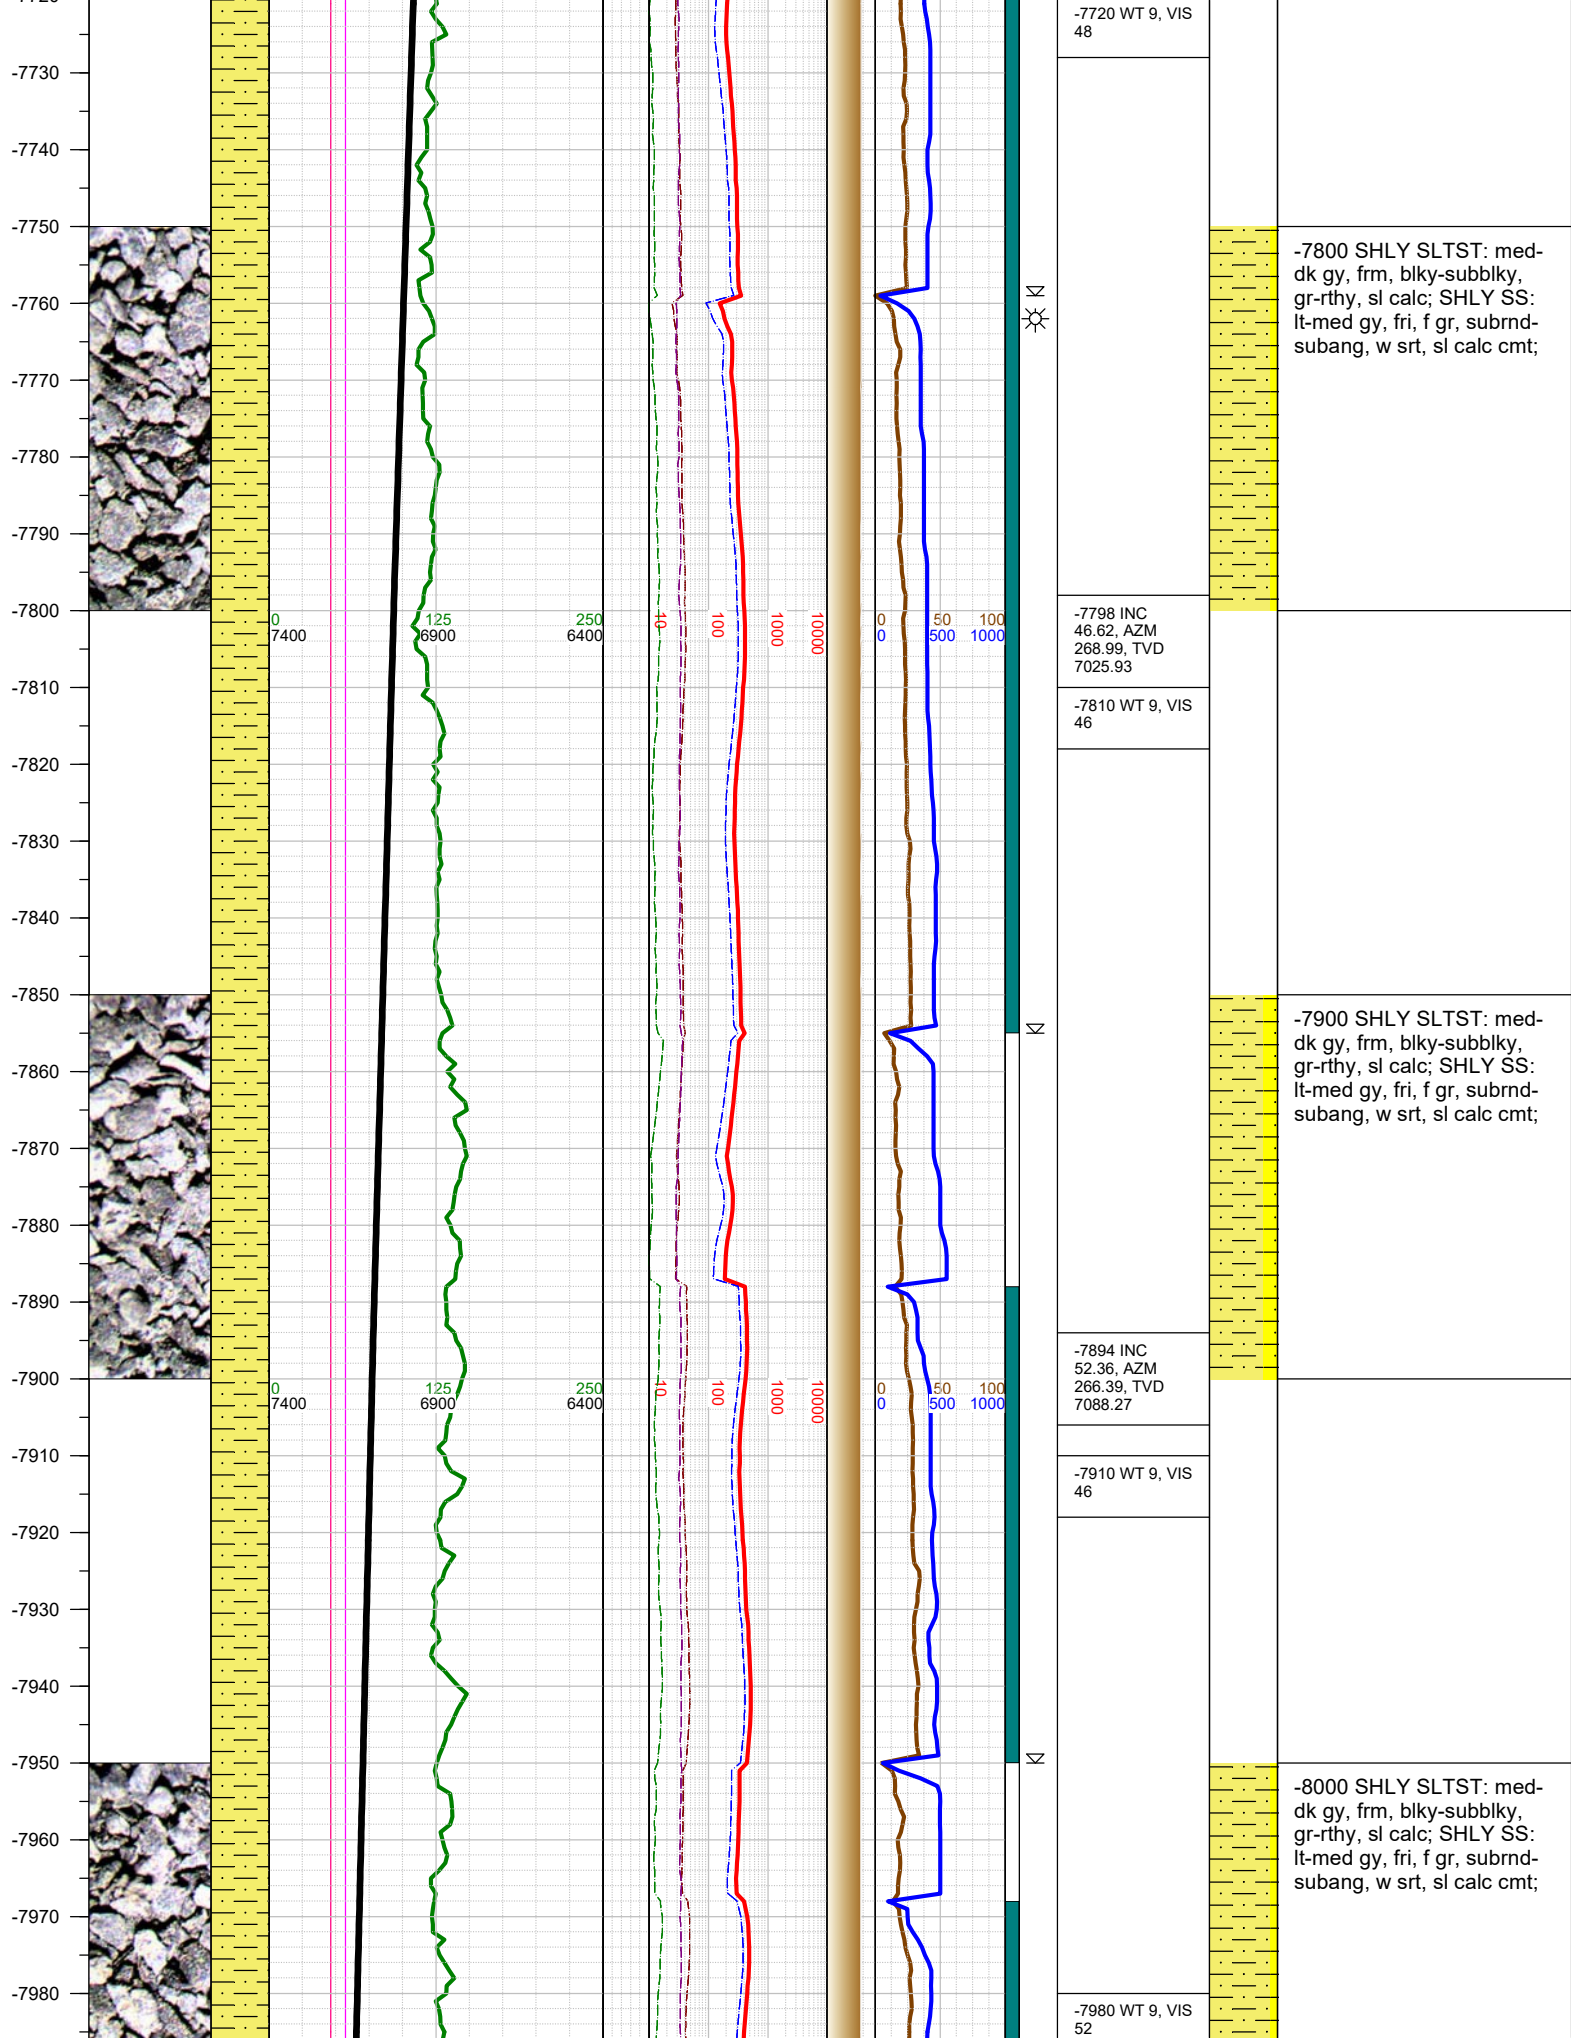 -7720
-7720 WT 9, VIS
48
-7730
-7740
-7750
-7800 SHLY SLTST: med-
dk gy, frm, blky-subblky,
gr-rthy, sl calc; SHLY SS:
lt-med gy, fri, f gr, subrnd-
subang, w srt, sl calc cmt;
-7760
-7770
-7780
-7790
-7800
0 125 250
7400 6900 6400
10 100 1000 10000
0 50 100
0 500 1000
-7798 INC
46.62, AZM
268.99, TVD
7025.93
-7810
-7810 WT 9, VIS
46
-7820
-7830
-7840
-7850
-7900 SHLY SLTST: med-
dk gy, frm, blky-subblky,
gr-rthy, sl calc; SHLY SS:
lt-med gy, fri, f gr, subrnd-
subang, w srt, sl calc cmt;
-7860
-7870
-7880
-7890
-7900
0 125 250
7400 6900 6400
10 100 1000 10000
0 50 100
0 500 1000
-7894 INC
52.36, AZM
266.39, TVD
7088.27
-7910
-7910 WT 9, VIS
46
-7920
-7930
-7940
-7950
-8000 SHLY SLTST: med-
dk gy, frm, blky-subblky,
gr-rthy, sl calc; SHLY SS:
lt-med gy, fri, f gr, subrnd-
subang, w srt, sl calc cmt;
-7960
-7970
-7980
-7980 WT 9, VIS
52